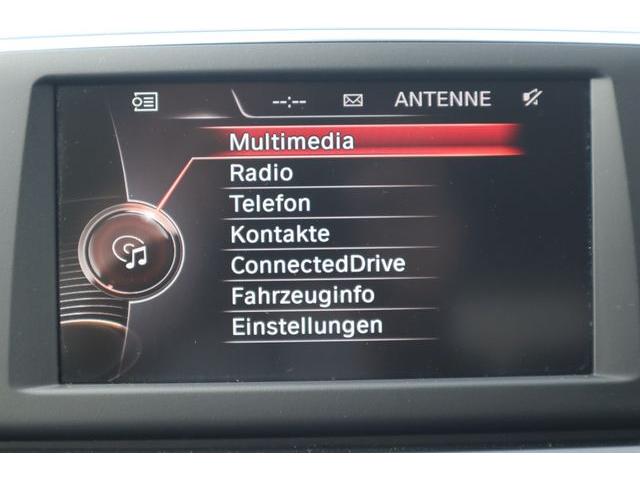 --:-- ANTENNE
Multimedia
Radio
Telefon
Kontakte
ConnectedDrive
Fahrzeuginfo
Einstellungen